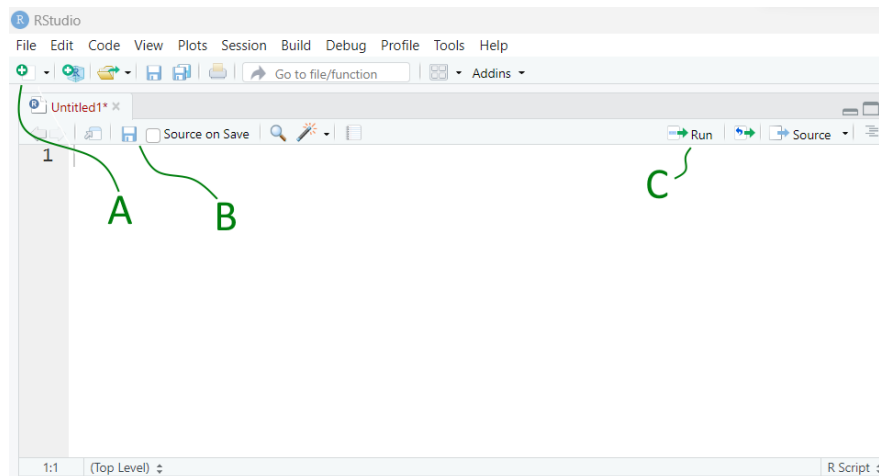 R RStudio
File Edit Code View Plots Session Build Debug Profile Tools Help
Go to file/function Addins
Untitled1*
Source on Save Run Source
1
A B C
1:1 (Top Level) R Script